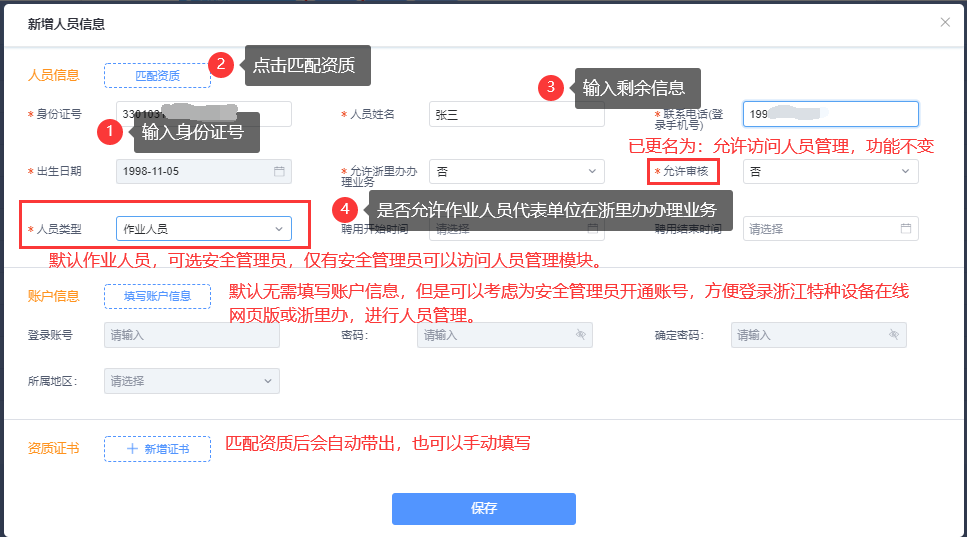 新增人员信息
人员信息
匹配资质
2
点击匹配资质
3
输入剩余信息
* 身份证号
* 人员姓名
张三
* 联系电话(登
录手机号)
199
1
输入身份证号
已更名为：允许访问人员管理，功能不变
* 出生日期
1998-11-05
* 允许浙里办办
理业务
否
* 允许审核
否
4
是否允许作业人员代表单位在浙里办办理业务
* 人员类型
作业人员
聘用开始时间
请选择
聘用结束时间
请选择
默认作业人员，可选安全管理员，仅有安全管理员可以访问人员管理模块。
账户信息
填写账户信息
默认无需填写账户信息，但是可以考虑为安全管理员开通账号，方便登录浙江特种设备在线
网页版或浙里办，进行人员管理。
登录账号
请输入
密码：
请输入
确定密码：
请输入
所属地区：
请选择
资质证书
新增证书
匹配资质后会自动带出，也可以手动填写
保存